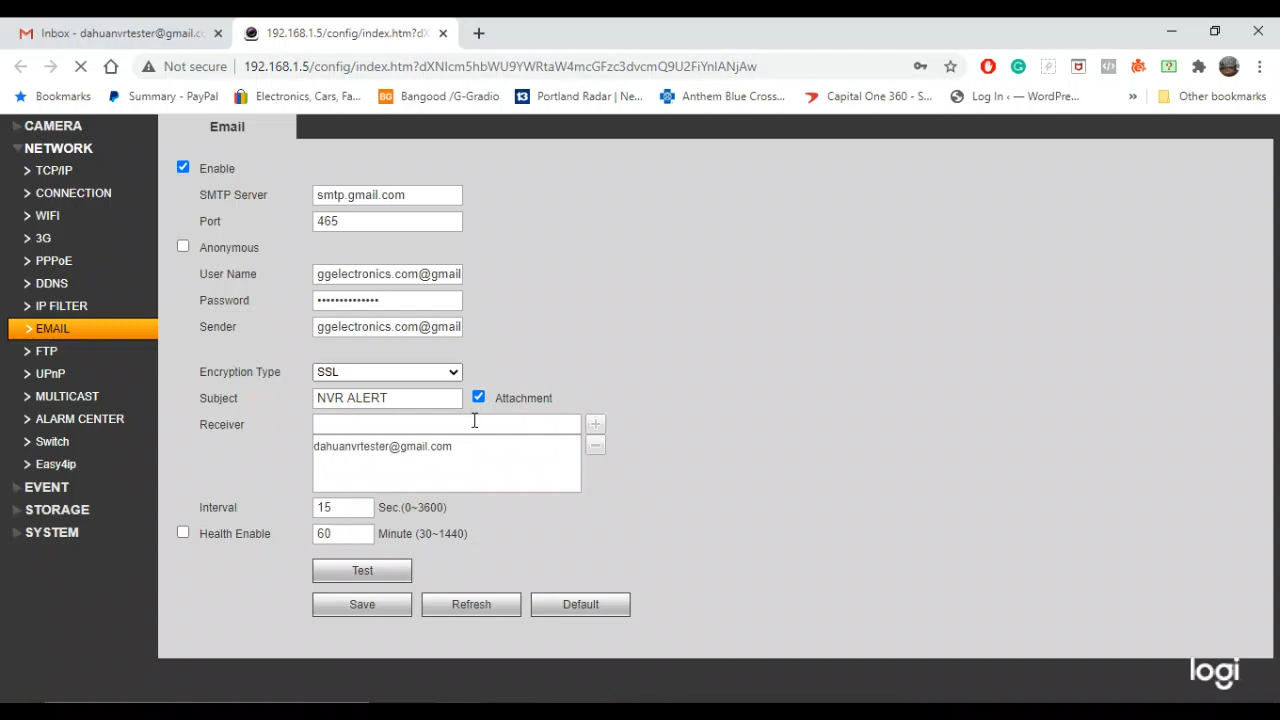 Inbox - dahuanvrtester@gmail.c
192.168.1.5/config/index.htm?dX
Not secure
192.168.1.5/config/index.htm?dXNlcm5hbWU9YWRtaW4mcGFzc3dvcmQ9U2FiYnlANjAw
Bookmarks
Summary - PayPal
Electronics, Cars, Fa...
BG
Bangood /G-Gradio
13
Portland Radar | Ne...
Anthem Blue Cross...
Capital One 360 - S...
Log In ‹ — WordPre...
»
Other bookmarks
CAMERA
Email
NETWORK
> TCP/IP
Enable
> CONNECTION
SMTP Server
smtp.gmail.com
> WIFI
Port
465
> 3G
Anonymous
> PPPoE
User Name
ggelectronics.com@gmail
> DDNS
Password
••••••••••••••
> IP FILTER
Sender
ggelectronics.com@gmail
> EMAIL
> FTP
Encryption Type
SSL
> UPnP
> MULTICAST
Subject
NVR ALERT
Attachment
> ALARM CENTER
Receiver
+
> Switch
dahuanvrtester@gmail.com
−
> Easy4ip
EVENT
STORAGE
Interval
15
Sec.(0~3600)
SYSTEM
Health Enable
60
Minute (30~1440)
Test
Save
Refresh
Default
logi